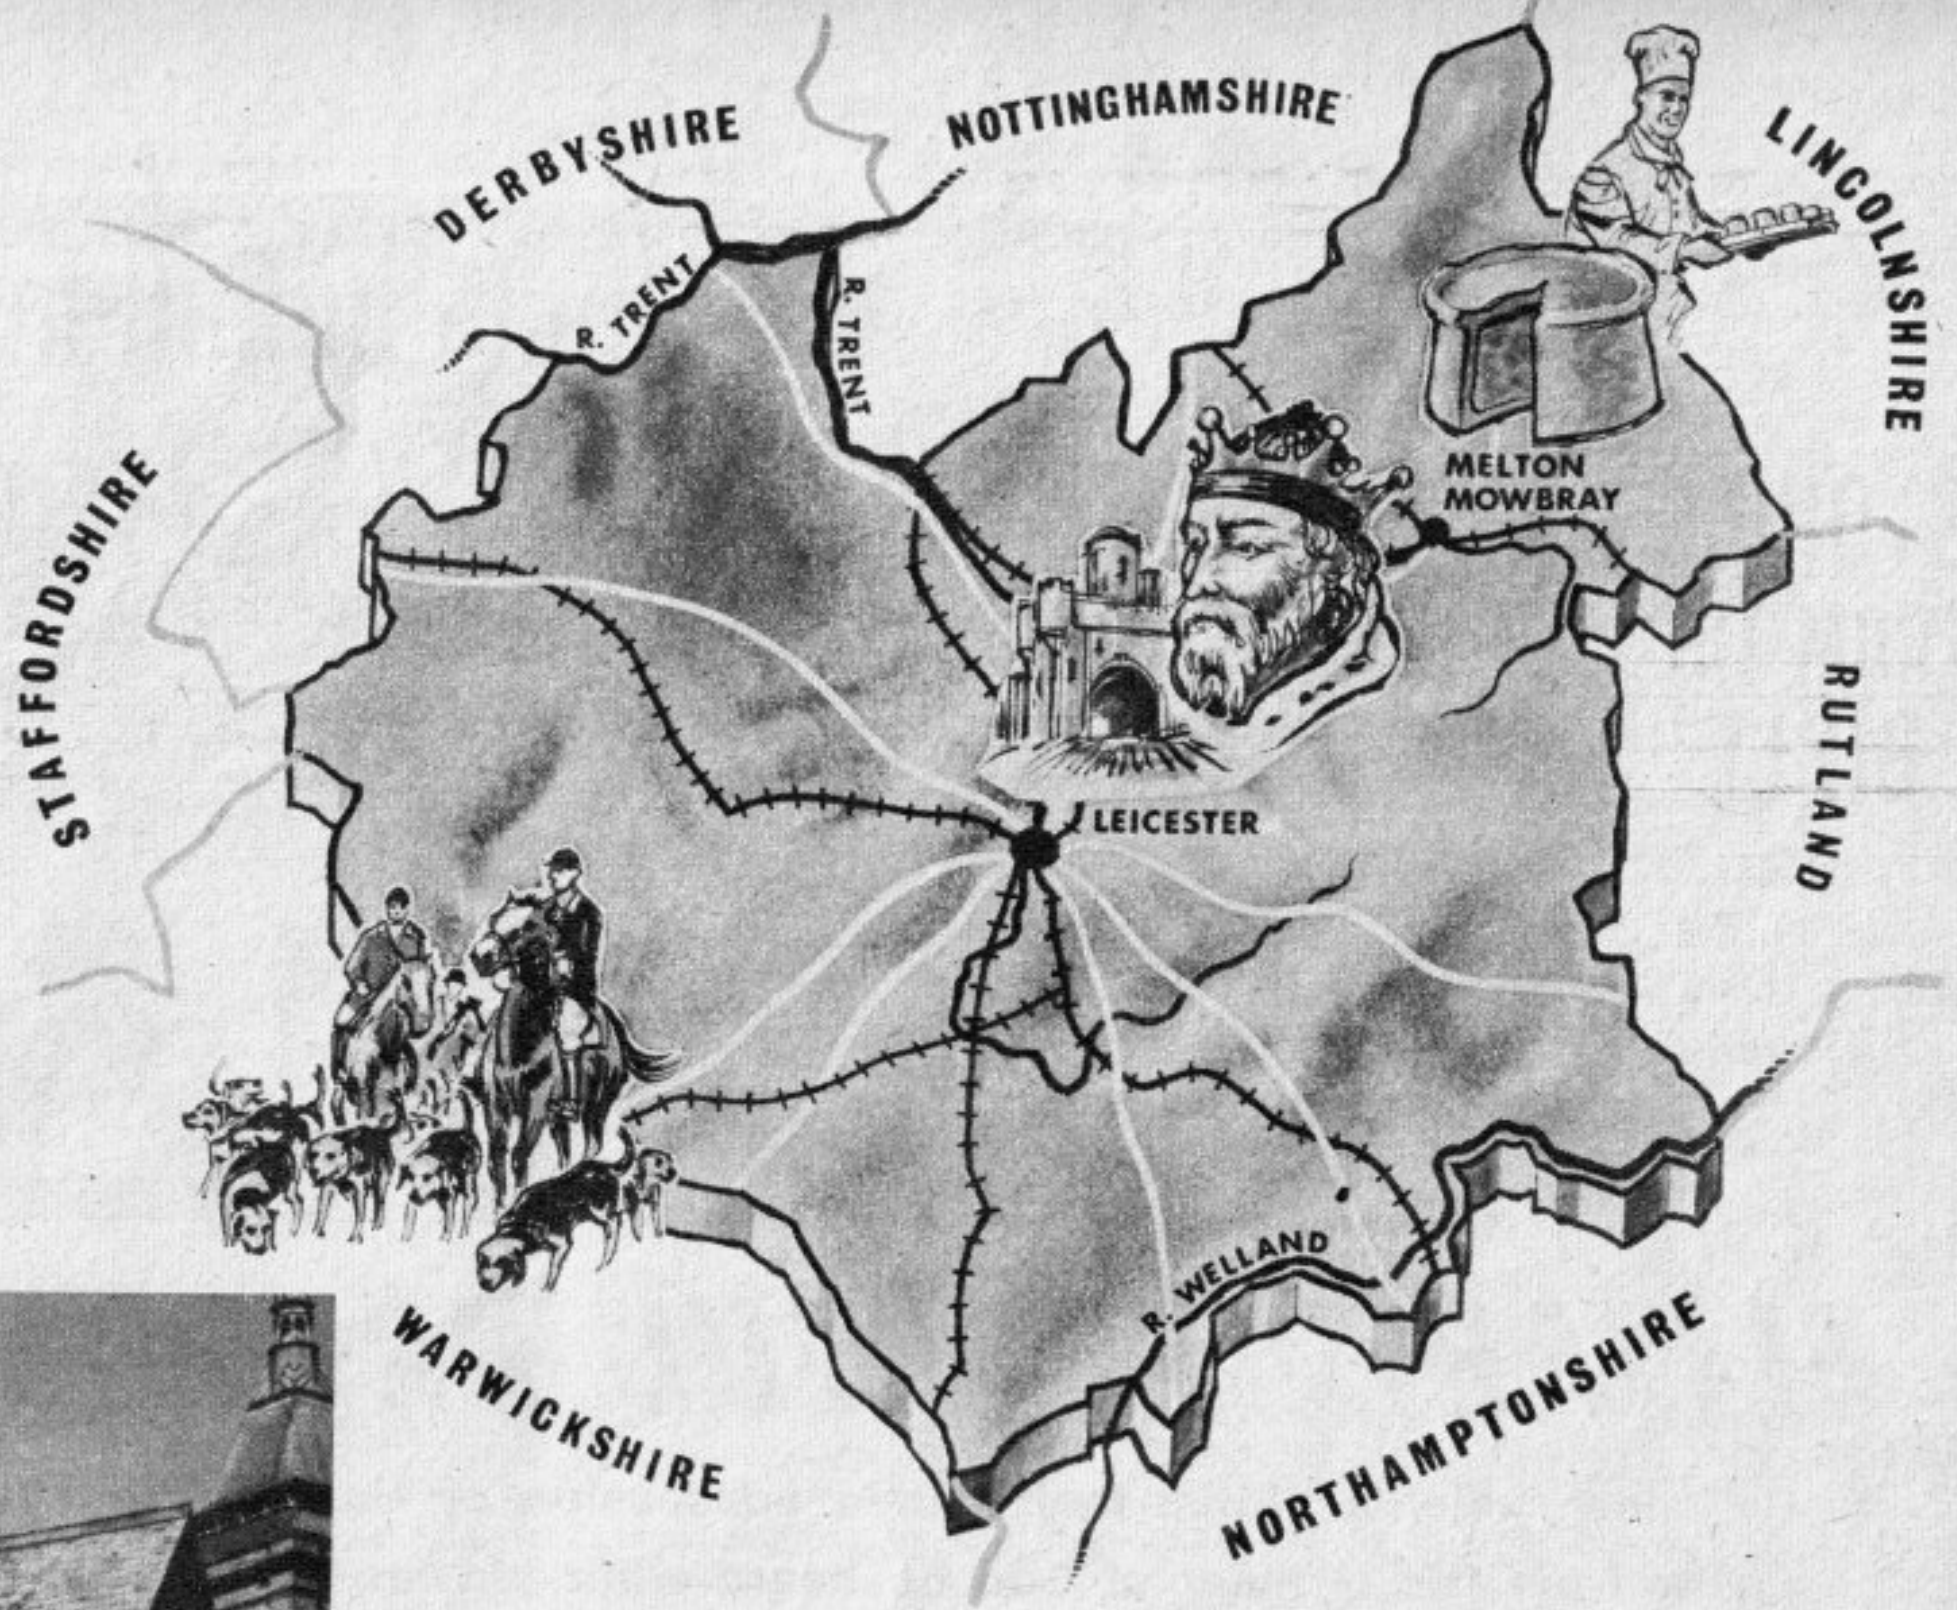 DERBYSHIRE
NOTTINGHAMSHIRE
LINCOLNSHIRE
R. TRENT
R. TRENT
STAFFORDSHIRE
MELTON
MOWBRAY
RUTLAND
LEICESTER
R. WELLAND
WARWICKSHIRE
NORTHAMPTONSHIRE